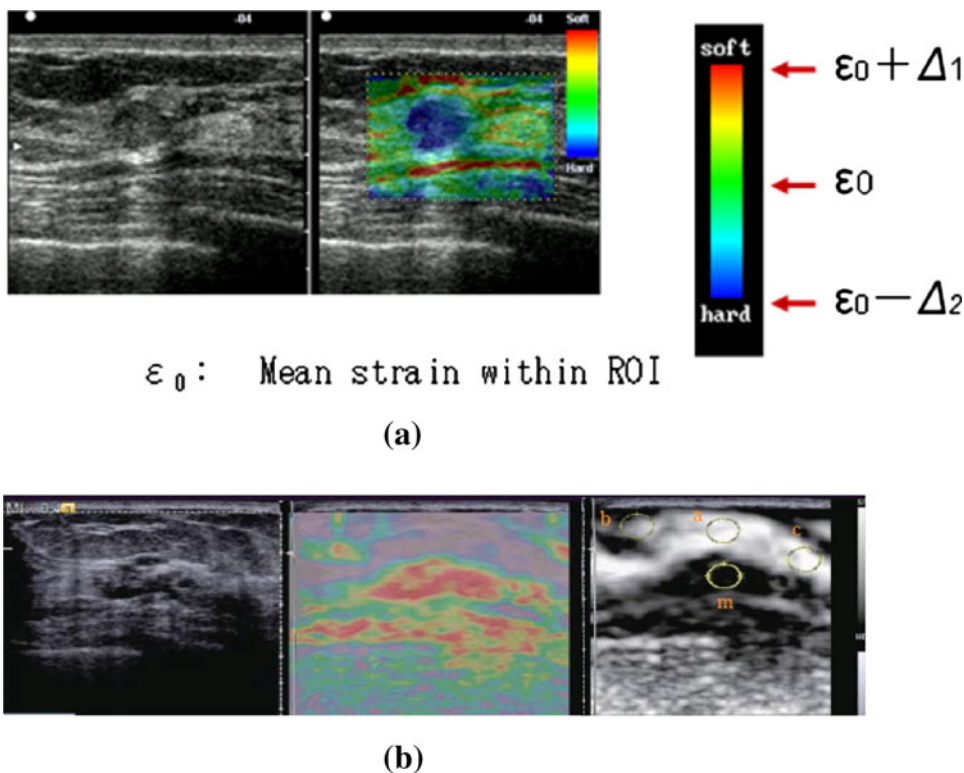 -04
-04
Soft
Hard
soft
hard
ε0+Δ1
ε0
ε0−Δ2
ε0: Mean strain within ROI
(a)
b
a
c
m
(b)